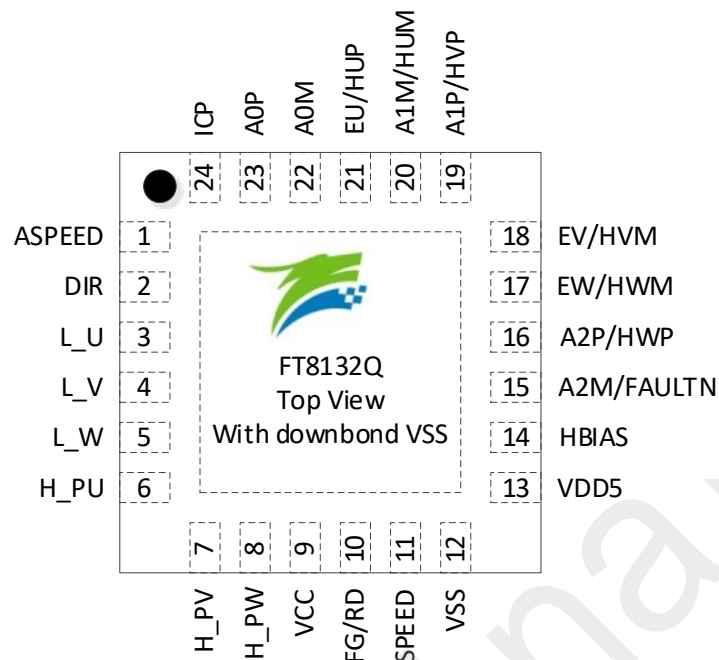 ICP
A0P
A0M
EU/HUP
A1M/HUM
A1P/HVP
24
23
22
21
20
19
ASPEED 1
DIR 2
L_U 3
L_V 4
L_W 5
H_PU 6
FT8132Q
Top View
With downbond VSS
18 EV/HVM
17 EW/HWM
16 A2P/HWP
15 A2M/FAULTN
14 HBIAS
13 VDD5
7
8
9
10
11
12
H_PV
H_PW
VCC
FG/RD
SPEED
VSS